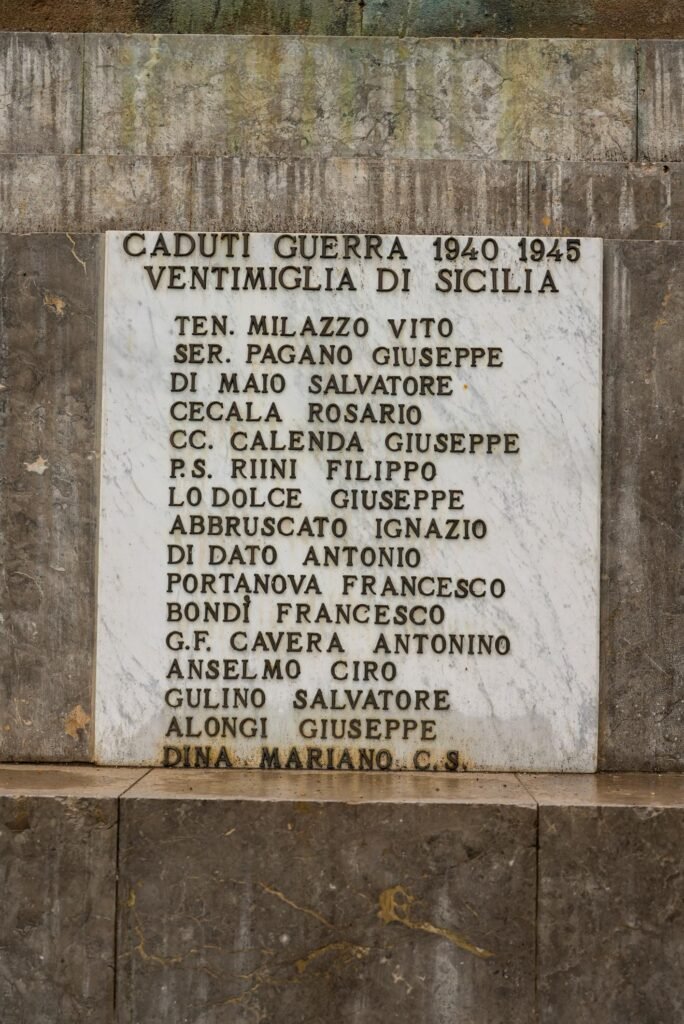 CADUTI GUERRA 1940 1945
VENTIMIGLIA DI SICILIA
TEN. MILAZZO VITO
SER. PAGANO GIUSEPPE
DI MAIO SALVATORE
CECALA ROSARIO
CC. CALENDA GIUSEPPE
P.S. RIINI FILIPPO
LO DOLCE GIUSEPPE
ABBRUSCATO IGNAZIO
DI DATO ANTONIO
PORTANOVA FRANCESCO
BONDÌ FRANCESCO
G.F. CAVERA ANTONINO
ANSELMO CIRO
GULINO SALVATORE
ALONGI GIUSEPPE
DINA MARIANO C.S.